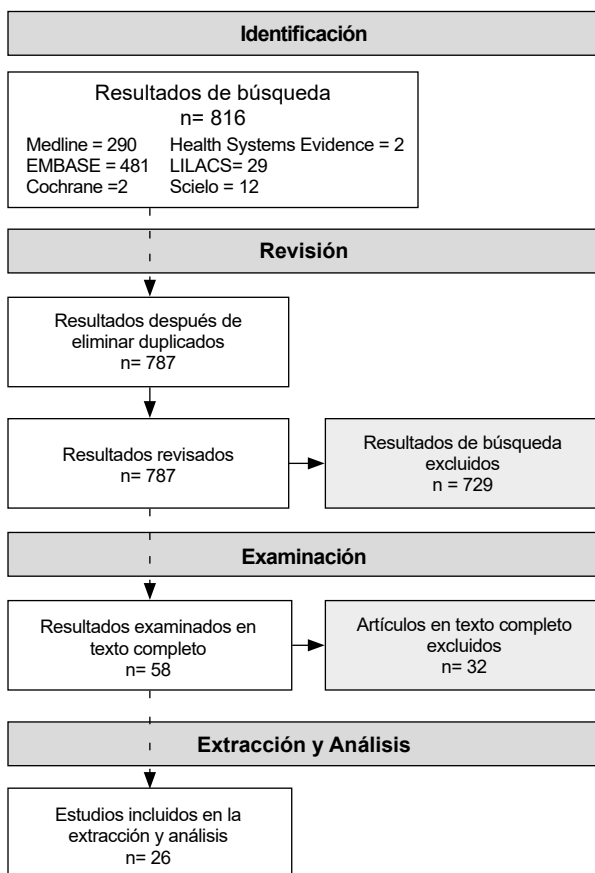 Identificación
Resultados de búsqueda
n= 816
Medline = 290 Health Systems Evidence = 2
EMBASE = 481 LILACS= 29
Cochrane =2 Scielo = 12
Revisión
Resultados después de
eliminar duplicados
n= 787
Resultados revisados
n= 787
Resultados de búsqueda
excluidos
n = 729
Examinación
Resultados examinados en
texto completo
n= 58
Artículos en texto completo
excluidos
n= 32
Extracción y Análisis
Estudios incluidos en la
extracción y análisis
n= 26